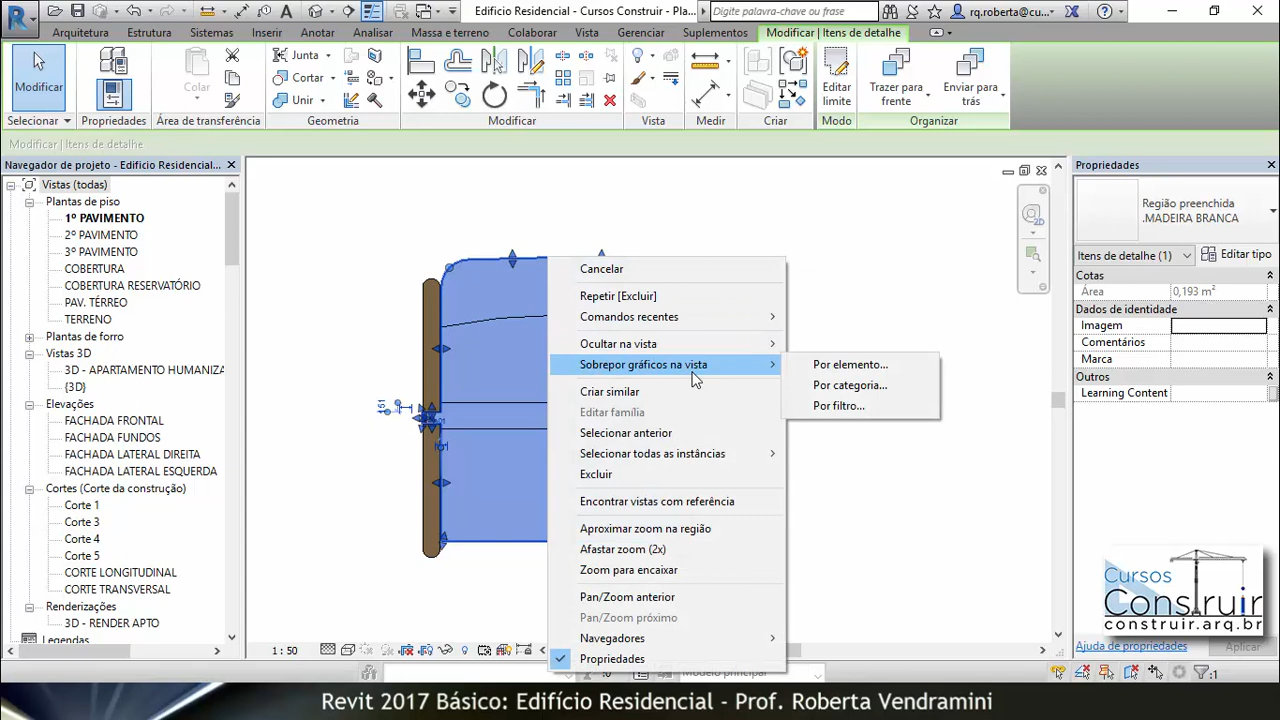 Edificio Residencial - Cursos Construir - Pla...
Digite palavra-chave ou frase
rq.roberta@cu...
Arquitetura Estrutura Sistemas Inserir Anotar Analisar Massa e terreno Colaborar Vista Gerenciar Suplementos Modificar | Itens de detalhe
Modificar
Colar
Junta
Cortar
Unir
Editar limite
Trazer para frente
Enviar para trás
Selecionar
Propriedades
Área de transferência
Geometria
Modificar
Vista
Medir
Criar
Modo
Organizar
Modificar | Itens de detalhe
Navegador de projeto - Edifício Residencial...
Vistas (todas)
Plantas de piso
1º PAVIMENTO
2º PAVIMENTO
3º PAVIMENTO
COBERTURA
COBERTURA RESERVATÓRIO
PAV. TÉRREO
TERRENO
Plantas de forro
Vistas 3D
3D - APARTAMENTO HUMANIZA
{3D}
Elevações
FACHADA FRONTAL
FACHADA FUNDOS
FACHADA LATERAL DIREITA
FACHADA LATERAL ESQUERDA
Cortes (Corte da construção)
Corte 1
Corte 3
Corte 4
Corte 5
CORTE LONGITUDINAL
CORTE TRANSVERSAL
Renderizações
3D - RENDER APTO
Legendas
Cancelar
Repetir [Excluir]
Comandos recentes
Ocultar na vista
Sobrepor gráficos na vista
Criar similar
Editar família
Selecionar anterior
Selecionar todas as instâncias
Excluir
Encontrar vistas com referência
Aproximar zoom na região
Afastar zoom (2x)
Zoom para encaixar
Pan/Zoom anterior
Pan/Zoom próximo
Navegadores
Propriedades
Por elemento...
Por categoria...
Por filtro...
2D
Propriedades
Região preenchida
.MADEIRA BRANCA
Itens de detalhe (1)
Editar tipo
Cotas
Área 0,193 m²
Dados de identidade
Imagem
Comentários
Marca
Outros
Learning Content
Cursos
Construir
construir.arq.br
Ajuda de propriedades
Aplicar
1 : 50
Modelo principal
:1
Revit 2017 Básico: Edifício Residencial - Prof. Roberta Vendramini